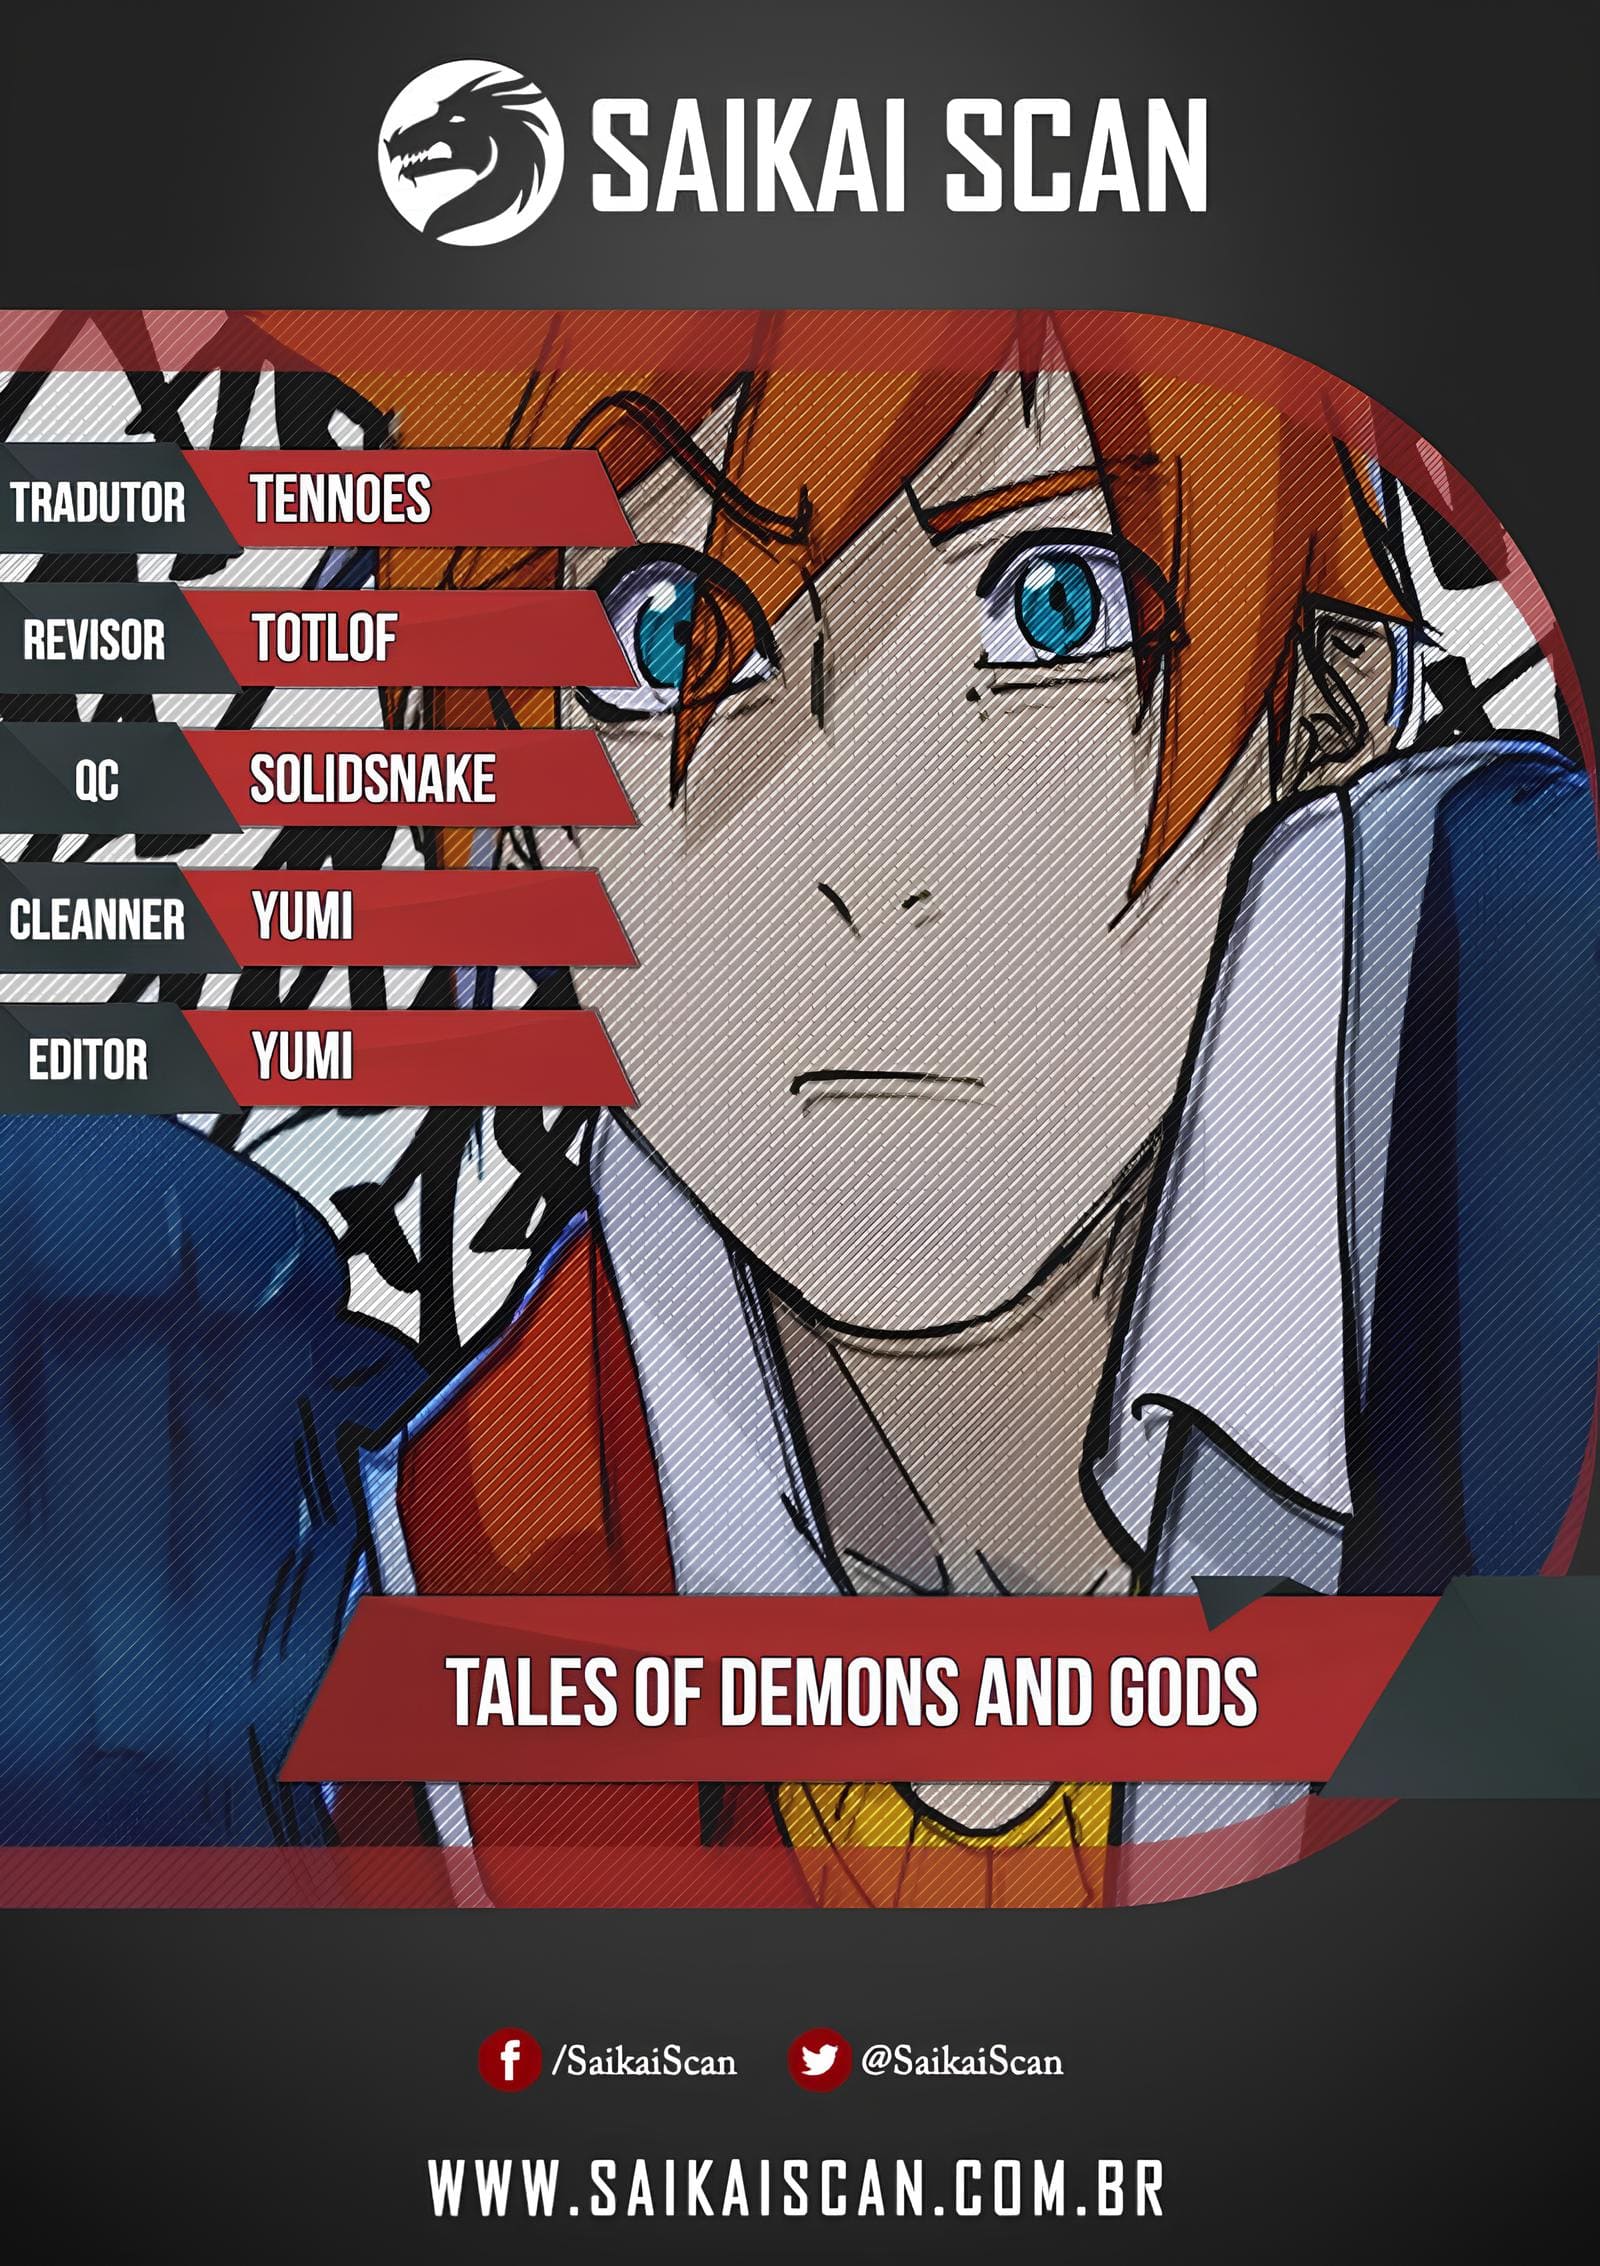 SAIKAI SCAN
TRADUTOR TENNOES
REVISOR TOTLOF
QC SOLIDSNAKE
CLEANNER YUMI
EDITOR YUMI
TALES OF DEMONS AND GODS
/SaikaiScan @SaikaiScan
WWW.SAIKAISCAN.COM.BR